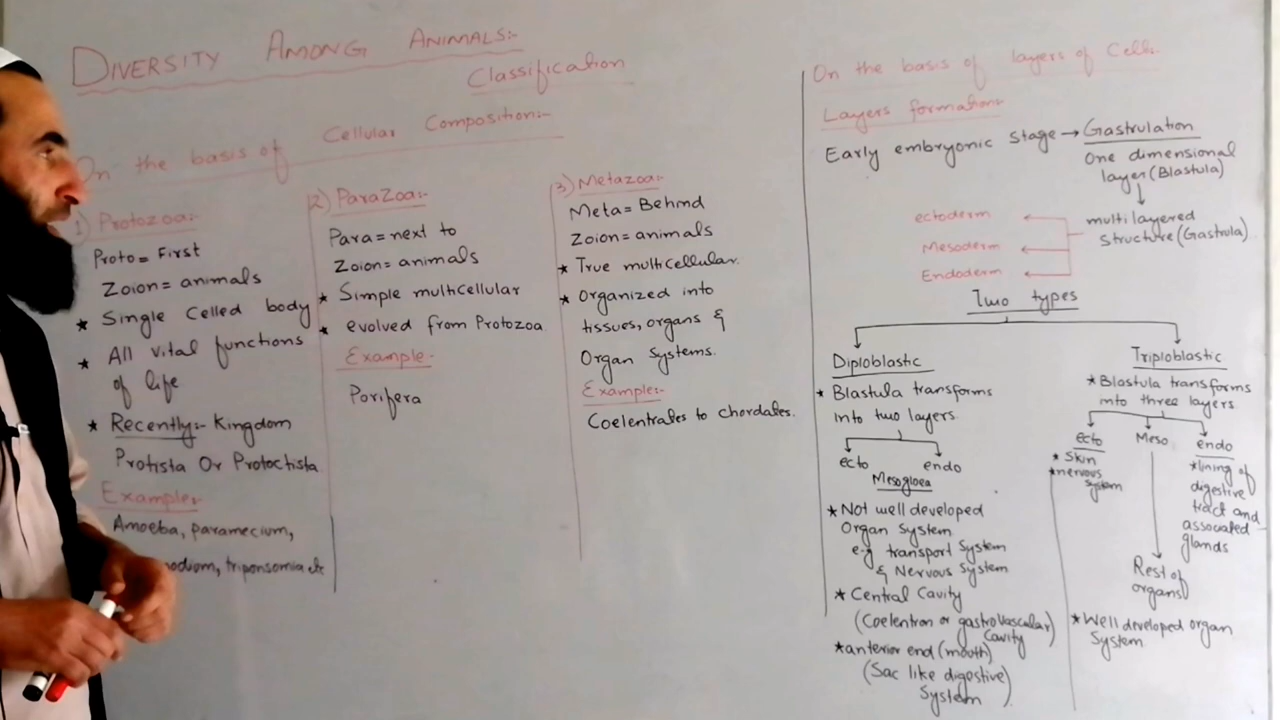 DIVERSITY AMONG ANIMALS:-
Classification
On the basis of Cellular Composition:-
1) Protozoa:-
Proto = First
Zoion = animals
* Single Celled body
* All vital functions
of life
* Recently:- Kingdom
Protista Or Protoctista
Example:-
Amoeba, paramecium,
modium, triponsomia etc
2) ParaZoa:-
Para = next to
Zoion = animals
* Simple multicellular
* evolved from Protozoa
Example:-
Porifera
3) Metazoa:-
Meta = Behind
Zoion = animals
* True multicellular.
* Organized into
tissues, organs &
Organ Systems.
Example:-
Coelentrates to chordates.
On the basis of layers of Cells.
Layers formation:-
Early embryonic stage → Gastrulation
One dimensional
layer (Blastula)
↓
multilayered
Structure (Gastrula)
ectoderm
Mesoderm
Endoderm
Two types
Diploblastic
* Blastula transforms
into two layers.
ecto endo
Mesogloea
* Not well developed
Organ System
e.g transport System
& Nervous System
* Central Cavity
(Coelentron or gastrovascular
Cavity)
* anterior end (mouth)
(Sac like digestive)
System
Triploblastic
* Blastula transforms
into three layers.
ecto Meso endo
* Skin
* nervous
System
Rest of
organs
* lining of
digestive
tract and
associated
glands
* Well developed organ
System